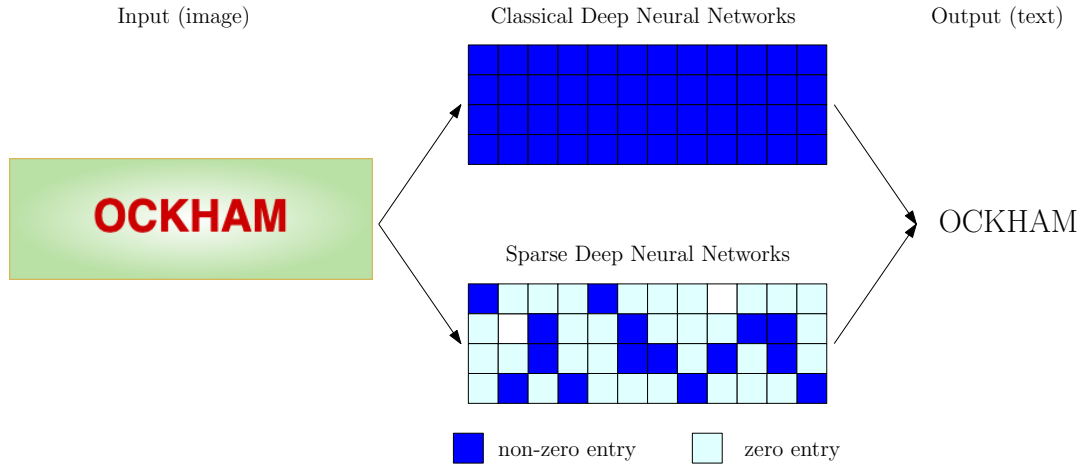 Input (image)
Classical Deep Neural Networks
Output (text)
OCKHAM
OCKHAM
Sparse Deep Neural Networks
non-zero entry
zero entry